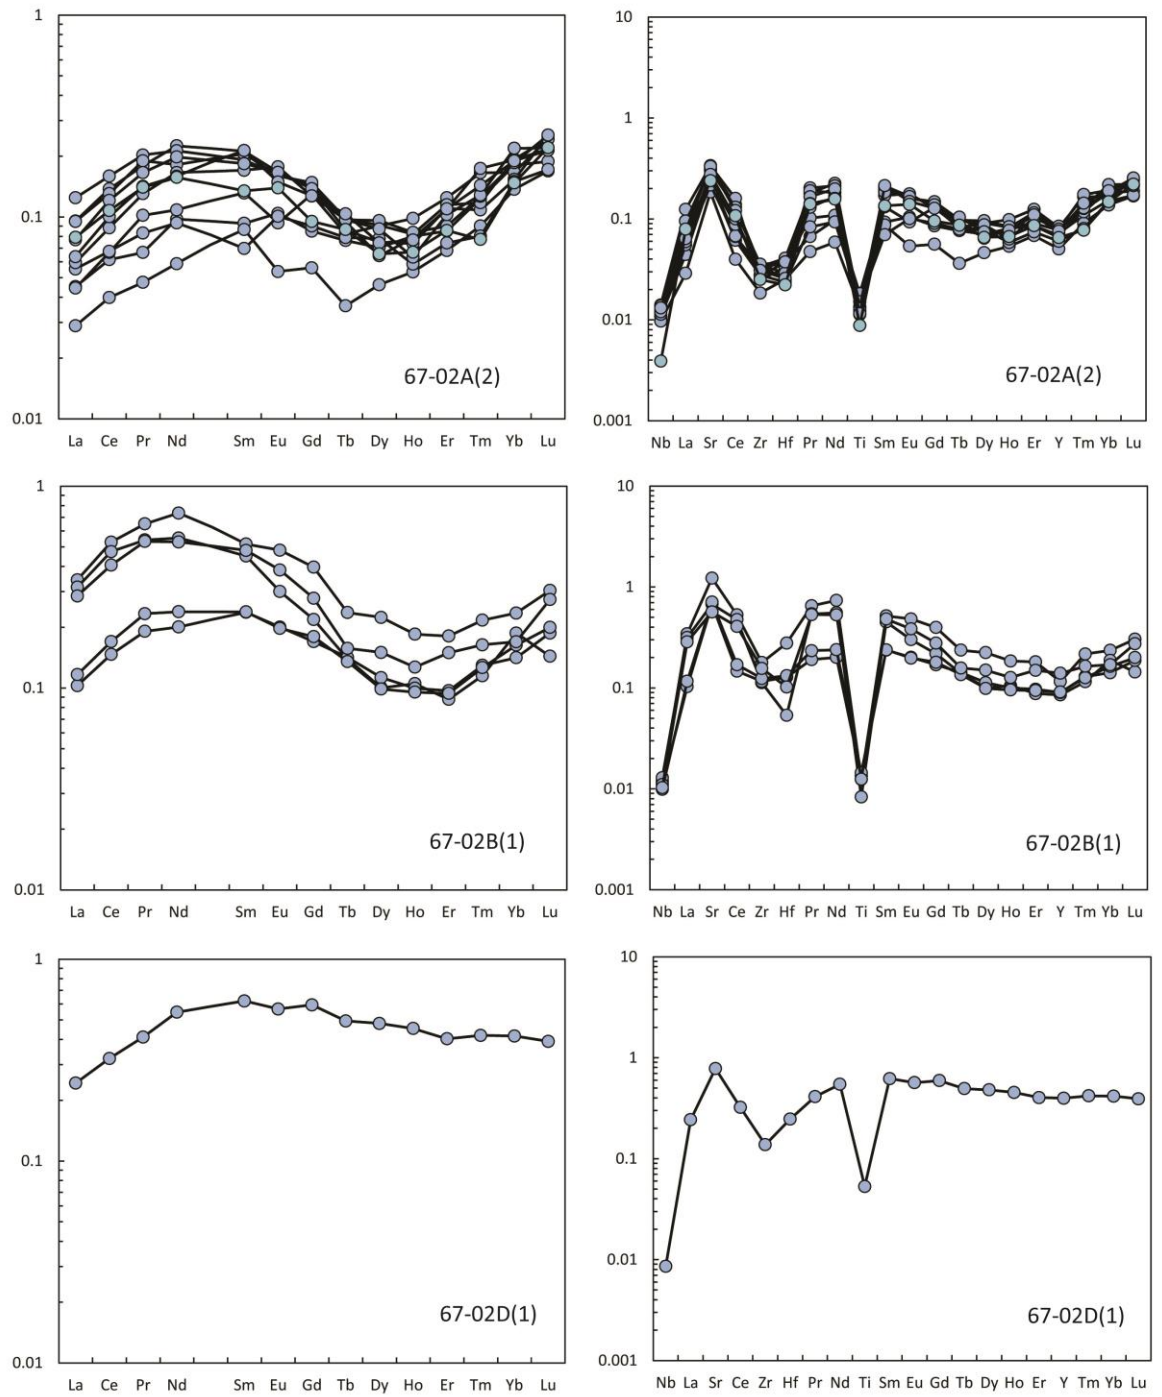 1
0.1
0.01
La Ce Pr Nd Sm Eu Gd Tb Dy Ho Er Tm Yb Lu
67-02A(2)
10
1
0.1
0.01
0.001
Nb La Sr Ce Zr Hf Pr Nd Ti Sm Eu Gd Tb Dy Ho Er Y Tm Yb Lu
67-02A(2)
1
0.1
0.01
La Ce Pr Nd Sm Eu Gd Tb Dy Ho Er Tm Yb Lu
67-02B(1)
10
1
0.1
0.01
0.001
Nb La Sr Ce Zr Hf Pr Nd Ti Sm Eu Gd Tb Dy Ho Er Y Tm Yb Lu
67-02B(1)
1
0.1
0.01
La Ce Pr Nd Sm Eu Gd Tb Dy Ho Er Tm Yb Lu
67-02D(1)
10
1
0.1
0.01
0.001
Nb La Sr Ce Zr Hf Pr Nd Ti Sm Eu Gd Tb Dy Ho Er Y Tm Yb Lu
67-02D(1)